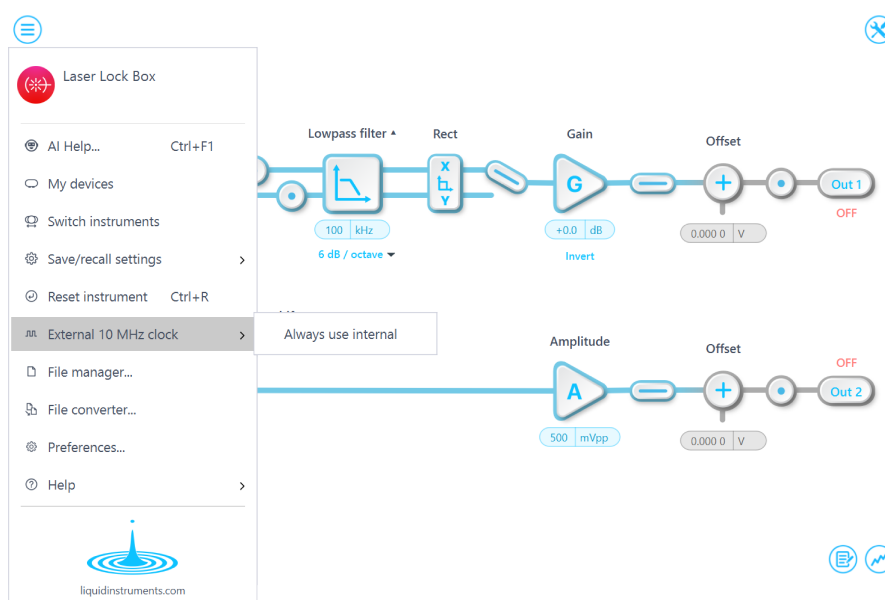 Laser Lock Box
AI Help... Ctrl+F1
My devices
Switch instruments
Save/recall settings
Reset instrument Ctrl+R
External 10 MHz clock
Always use internal
File manager...
File converter...
Preferences...
Help
liquidinstruments.com
Lowpass filter
Rect
Gain
Offset
X
Y
G
Out 1
OFF
100 kHz
+0.0 dB
0.000 0 V
6 dB / octave
Invert
Amplitude
Offset
OFF
A
Out 2
500 mVpp
0.000 0 V